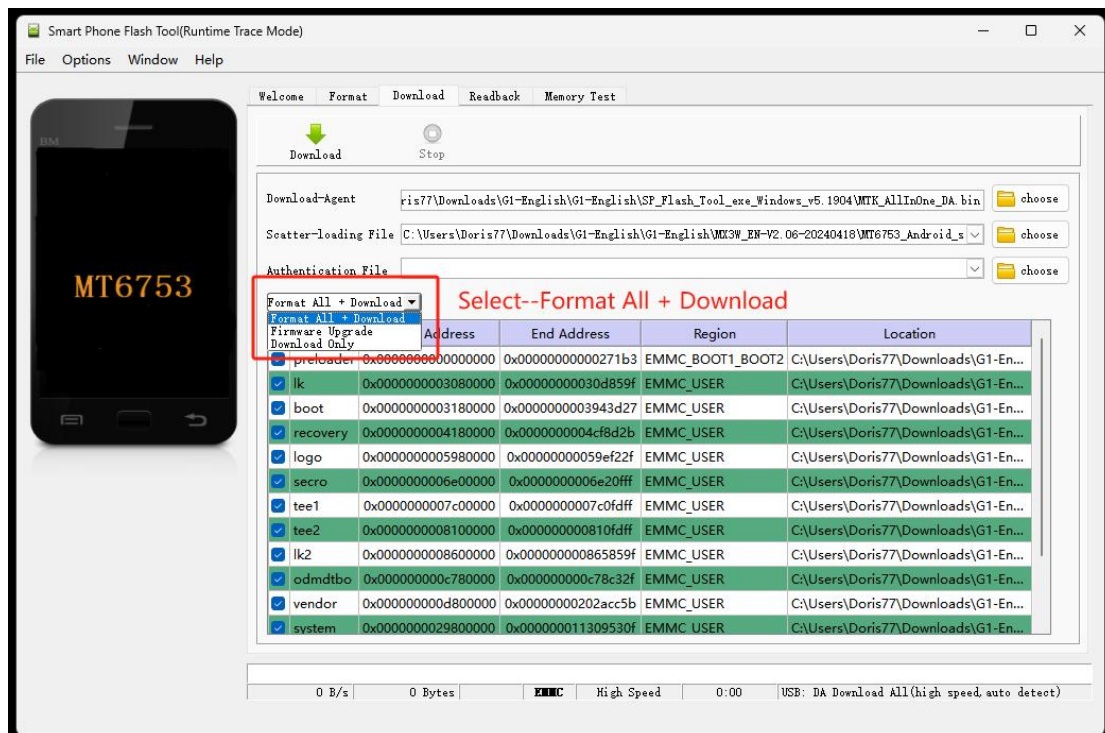 Smart Phone Flash Tool(Runtime Trace Mode)
File Options Window Help
Welcome Format Download Readback Memory Test
BM
Download Stop
Download-Agent ris77\Downloads\G1-English\G1-English\SP_Flash_Tool_exe_Windows_v5.1904\MTK_AllInOne_DA.bin choose
Scatter-loading File C:\Users\Doris77\Downloads\G1-English\G1-English\MX3W_EN-V2.06-20240418\MT6753_Android_s choose
Authentication File choose
MT6753
Format All + Download Select--Format All + Download
Format All + Download
Firmware Upgrade
Download Only
Address End Address Region Location
preloader 0x0000000000000000 0x00000000000271b3 EMMC_BOOT1_BOOT2 C:\Users\Doris77\Downloads\G1-En...
lk 0x0000000003080000 0x00000000030d859f EMMC_USER C:\Users\Doris77\Downloads\G1-En...
boot 0x0000000003180000 0x0000000003943d27 EMMC_USER C:\Users\Doris77\Downloads\G1-En...
recovery 0x0000000004180000 0x0000000004cf8d2b EMMC_USER C:\Users\Doris77\Downloads\G1-En...
logo 0x0000000005980000 0x00000000059ef22f EMMC_USER C:\Users\Doris77\Downloads\G1-En...
secro 0x0000000006e00000 0x0000000006e20fff EMMC_USER C:\Users\Doris77\Downloads\G1-En...
tee1 0x0000000007c00000 0x0000000007c0fdff EMMC_USER C:\Users\Doris77\Downloads\G1-En...
tee2 0x0000000008100000 0x000000000810fdff EMMC_USER C:\Users\Doris77\Downloads\G1-En...
lk2 0x0000000008600000 0x000000000865859f EMMC_USER C:\Users\Doris77\Downloads\G1-En...
odmdtbo 0x000000000c780000 0x000000000c78c32f EMMC_USER C:\Users\Doris77\Downloads\G1-En...
vendor 0x000000000d800000 0x00000000202acc5b EMMC_USER C:\Users\Doris77\Downloads\G1-En...
system 0x0000000029800000 0x000000011309530f EMMC_USER C:\Users\Doris77\Downloads\G1-En...
0 B/s 0 Bytes EMMC High Speed 0:00 USB: DA Download All(high speed,auto detect)